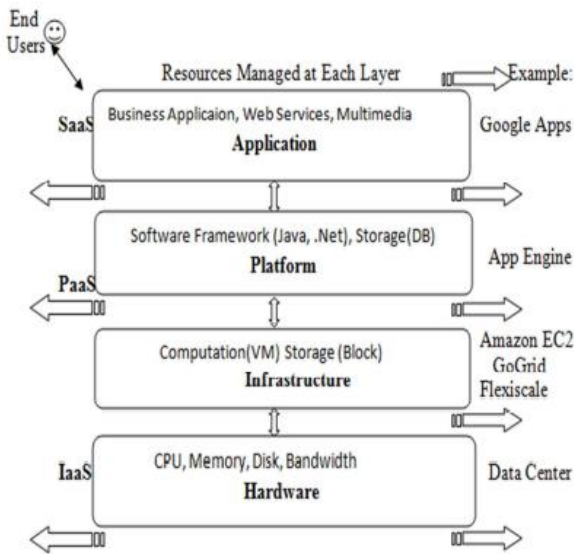 End
Users
Resources Managed at Each Layer
Example:
SaaS
Business Applicaion, Web Services, Multimedia
Application
Google Apps
Software Framework (Java, .Net), Storage(DB)
Platform
App Engine
PaaS
Computation(VM) Storage (Block)
Infrastructure
Amazon EC2
GoGrid
Flexiscale
IaaS
CPU, Memory, Disk, Bandwidth
Hardware
Data Center